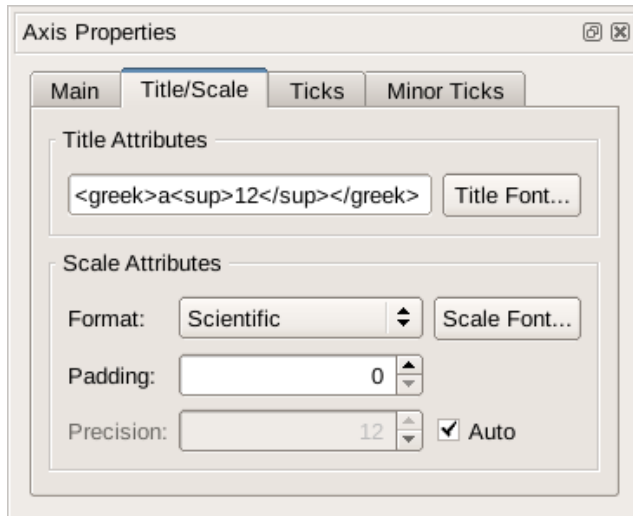 Axis Properties
Main Title/Scale Ticks Minor Ticks
Title Attributes
<greek>a<sup>12</sup></greek> Title Font...
Scale Attributes
Format: Scientific Scale Font...
Padding: 0
Precision: 12 Auto